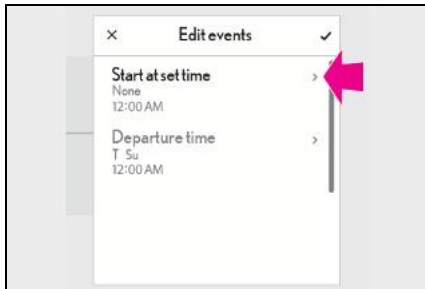 Edit events
Start at set time
None
12:00 AM
Departure time
T Su
12:00 AM